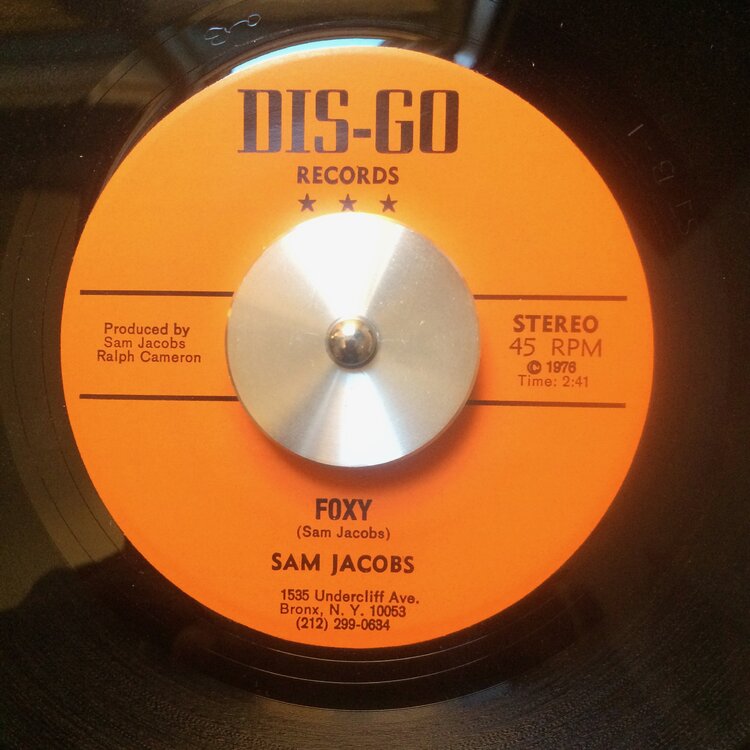 DIS-GO
RECORDS
★ ★ ★
Produced by
Sam Jacobs
Ralph Cameron
STEREO
45 RPM
© 1976
Time: 2:41
FOXY
(Sam Jacobs)
SAM JACOBS
1535 Undercliff Ave.
Bronx, N. Y. 10053
(212) 299-0634